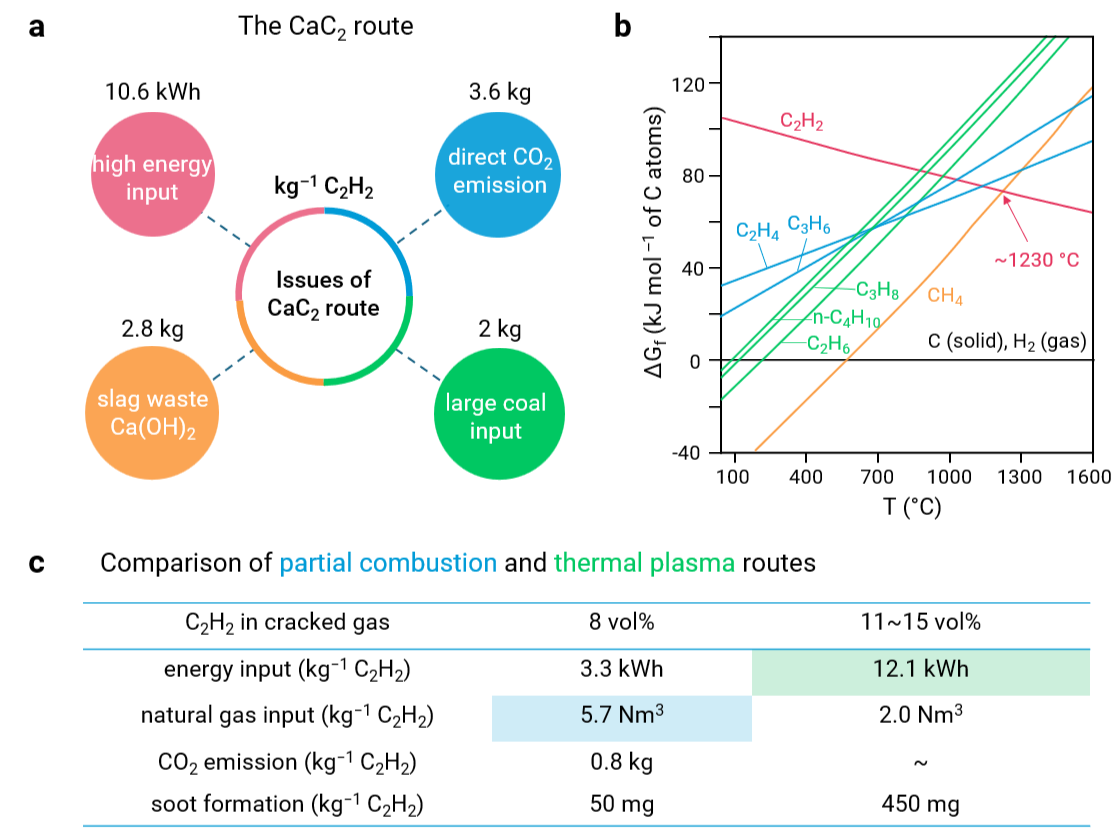 a
The CaC₂ route
10.6 kWh
high energy
input
3.6 kg
direct CO₂
emission
kg⁻¹ C₂H₂
Issues of
CaC₂ route
2.8 kg
slag waste
Ca(OH)₂
2 kg
large coal
input
b
ΔGf (kJ mol⁻¹ of C atoms)
120
80
40
0
-40
C₂H₂
C₂H₄
C₃H₆
~1230 °C
C₃H₈
CH₄
n-C₄H₁₀
C₂H₆
C (solid), H₂ (gas)
100 400 700 1000 1300 1600
T (°C)
c
Comparison of partial combustion and thermal plasma routes
C₂H₂ in cracked gas 8 vol% 11~15 vol%
energy input (kg⁻¹ C₂H₂) 3.3 kWh 12.1 kWh
natural gas input (kg⁻¹ C₂H₂) 5.7 Nm³ 2.0 Nm³
CO₂ emission (kg⁻¹ C₂H₂) 0.8 kg ~
soot formation (kg⁻¹ C₂H₂) 50 mg 450 mg